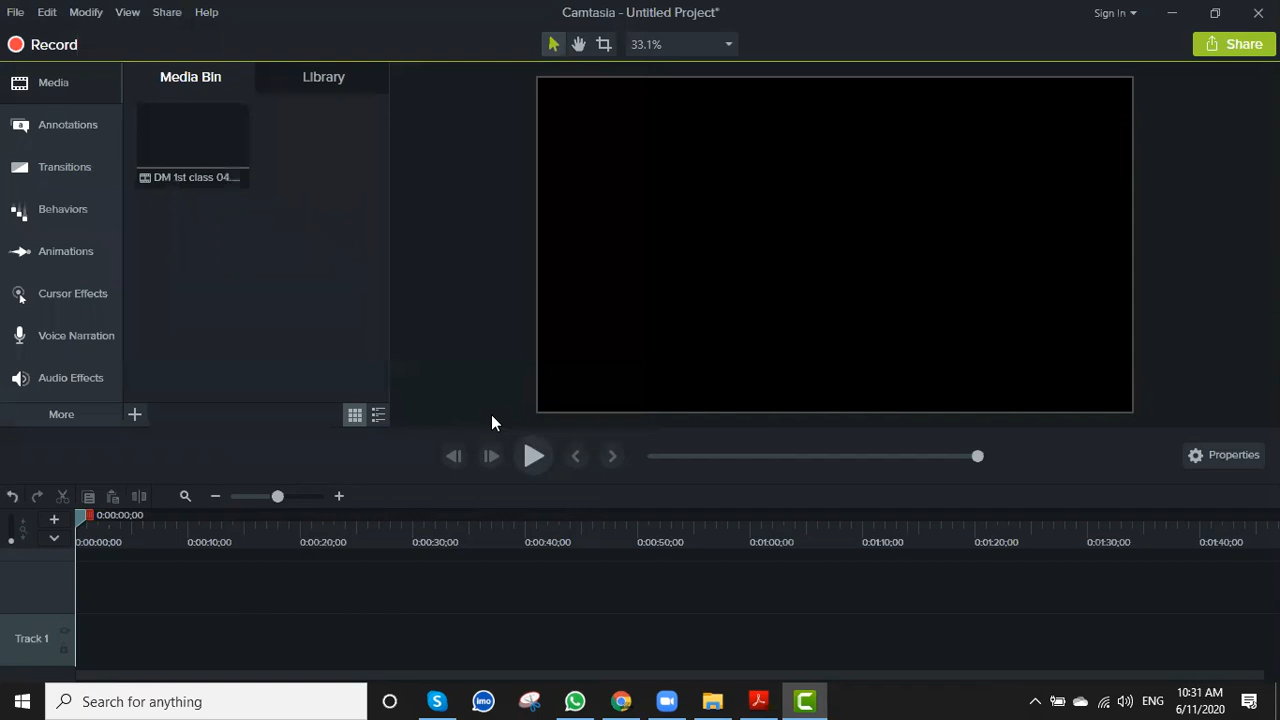 File Edit Modify View Share Help
Camtasia - Untitled Project*
Sign In
Record
33.1%
Share
Media
Media Bin
Library
Annotations
Transitions
DM 1st class 04....
Behaviors
Animations
Cursor Effects
Voice Narration
Audio Effects
More
Properties
0:00:00;00
0:00:00;00 0:00:10;00 0:00:20;00 0:00:30;00 0:00:40;00 0:00:50;00 0:01:00;00 0:01:10;00 0:01:20;00 0:01:30;00 0:01:40;00
Track 1
Search for anything
imo
ENG
10:31 AM
6/11/2020